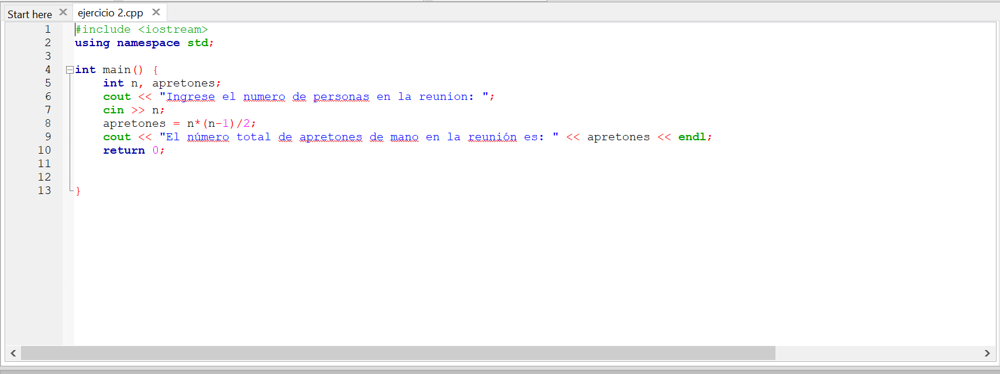 Start here ejercicio 2.cpp
1 #include <iostream>
2 using namespace std;
3
4 int main() {
5 int n, apretones;
6 cout << "Ingrese el numero de personas en la reunion: ";
7 cin >> n;
8 apretones = n*(n-1)/2;
9 cout << "El número total de apretones de mano en la reunión es: " << apretones << endl;
10 return 0;
11
12
13 }